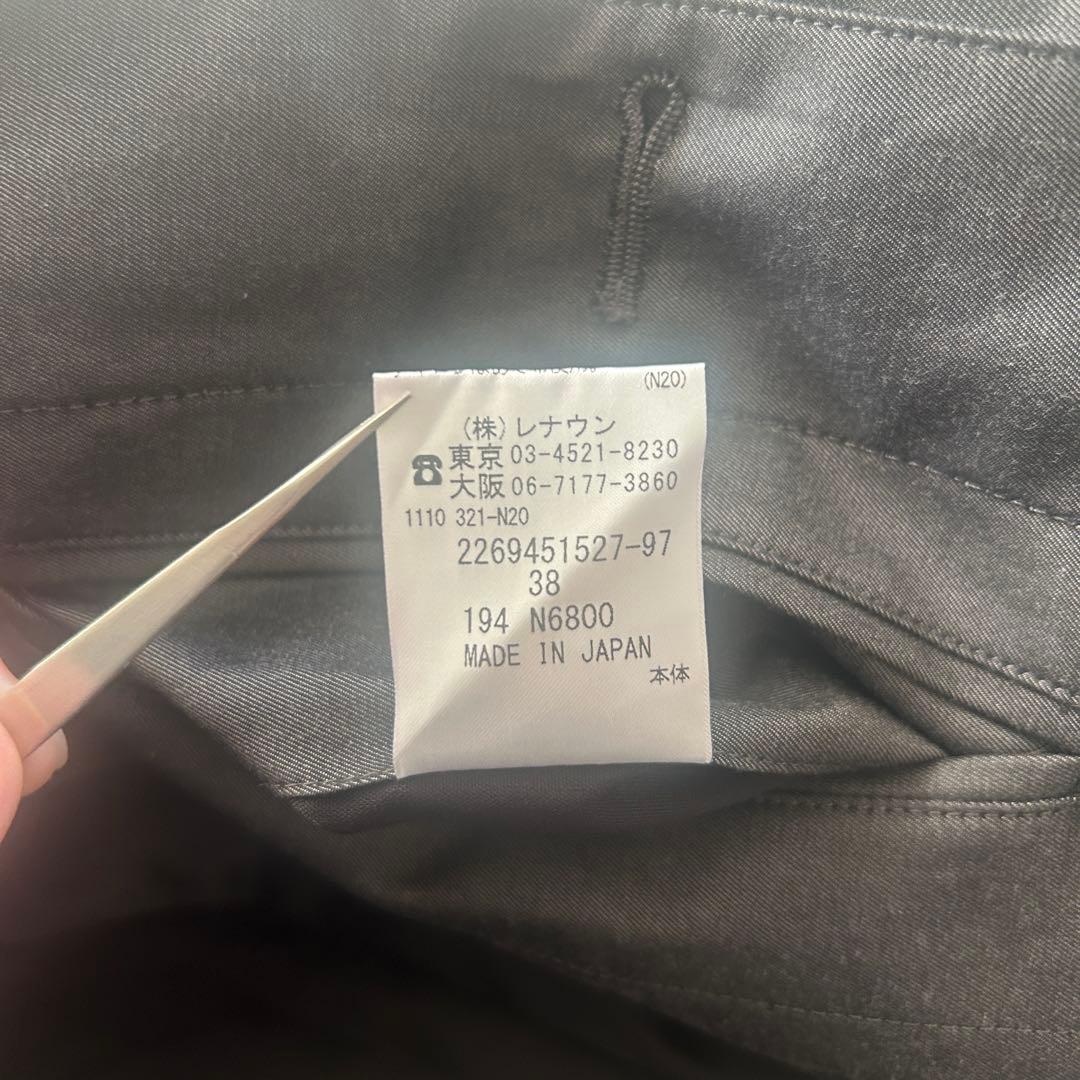 (N20)
(株)レナウン
☎東京 03-4521-8230
大阪 06-7177-3860
1110 321-N20
2269451527-97
38
194 N6800
MADE IN JAPAN
本体